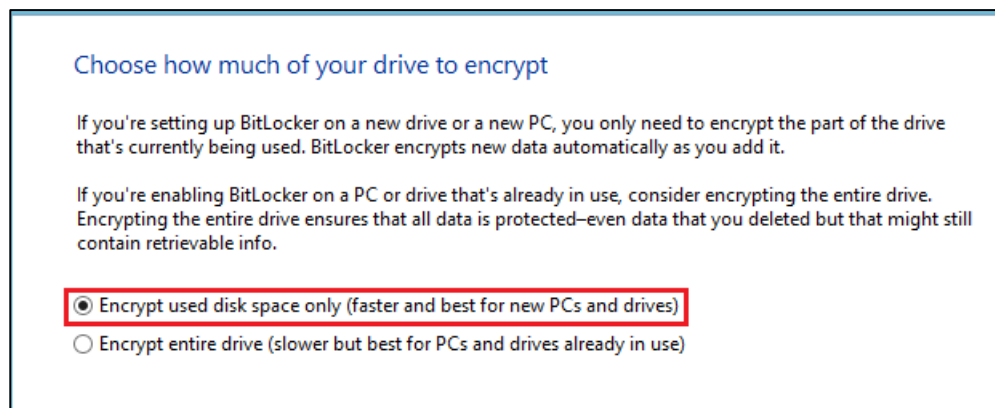 Choose how much of your drive to encrypt
If you're setting up BitLocker on a new drive or a new PC, you only need to encrypt the part of the drive
that's currently being used. BitLocker encrypts new data automatically as you add it.
If you're enabling BitLocker on a PC or drive that's already in use, consider encrypting the entire drive.
Encrypting the entire drive ensures that all data is protected–even data that you deleted but that might still
contain retrievable info.
Encrypt used disk space only (faster and best for new PCs and drives)
Encrypt entire drive (slower but best for PCs and drives already in use)